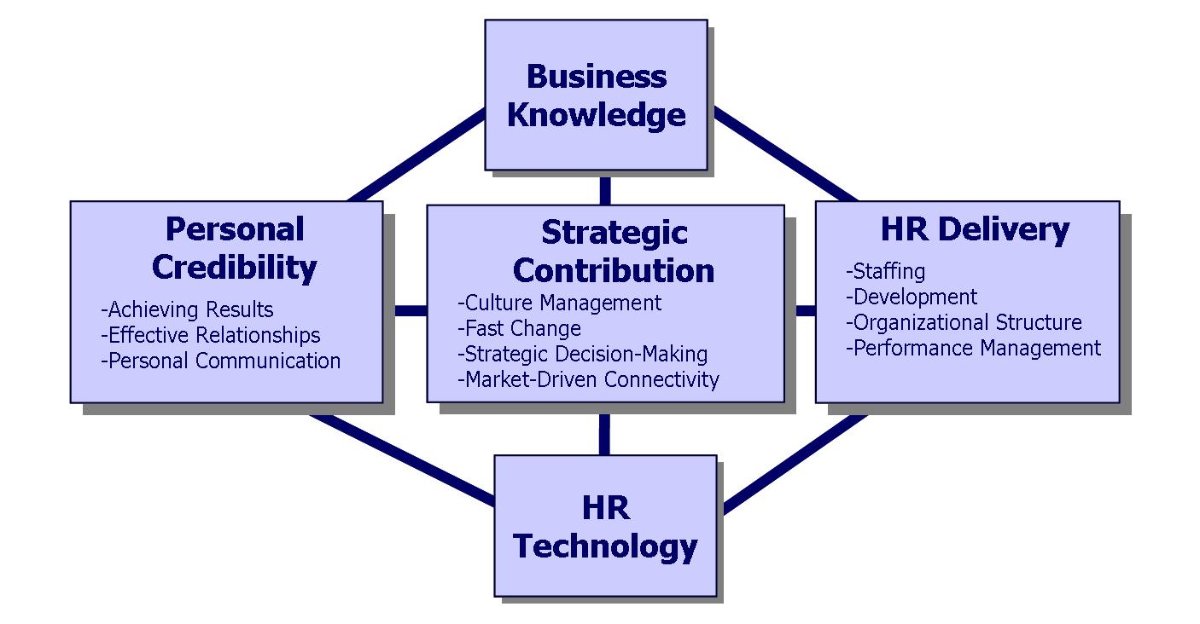 Business
Knowledge
Personal
Credibility
-Achieving Results
-Effective Relationships
-Personal Communication
Strategic
Contribution
-Culture Management
-Fast Change
-Strategic Decision-Making
-Market-Driven Connectivity
HR Delivery
-Staffing
-Development
-Organizational Structure
-Performance Management
HR
Technology